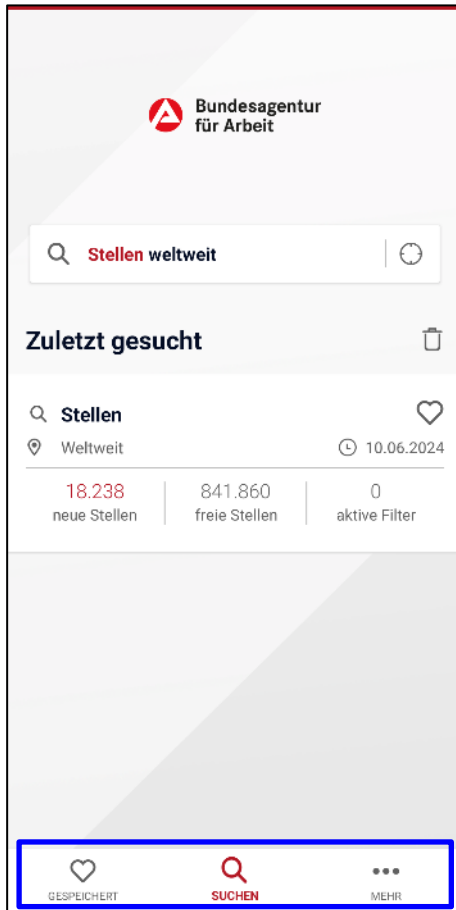 Bundesagentur
für Arbeit
Stellen weltweit
Zuletzt gesucht
Stellen
Weltweit 10.06.2024
18.238 841.860 0
neue Stellen freie Stellen aktive Filter
GESPEICHERT SUCHEN MEHR